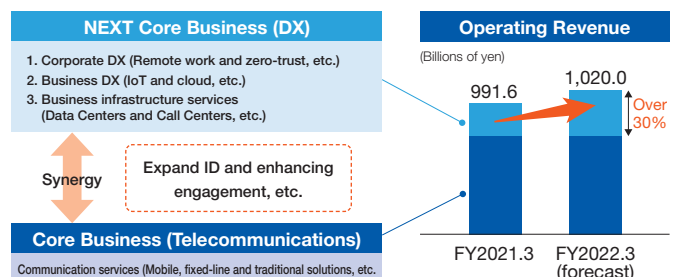 NEXT Core Business (DX)
1. Corporate DX (Remote work and zero-trust, etc.)
2. Business DX (IoT and cloud, etc.)
3. Business infrastructure services
(Data Centers and Call Centers, etc.)
Synergy
Expand ID and enhancing
engagement, etc.
Core Business (Telecommunications)
Communication services (Mobile, fixed-line and traditional solutions, etc.
Operating Revenue
(Billions of yen)
991.6
1,020.0
Over
30%
FY2021.3
FY2022.3
(forecast)